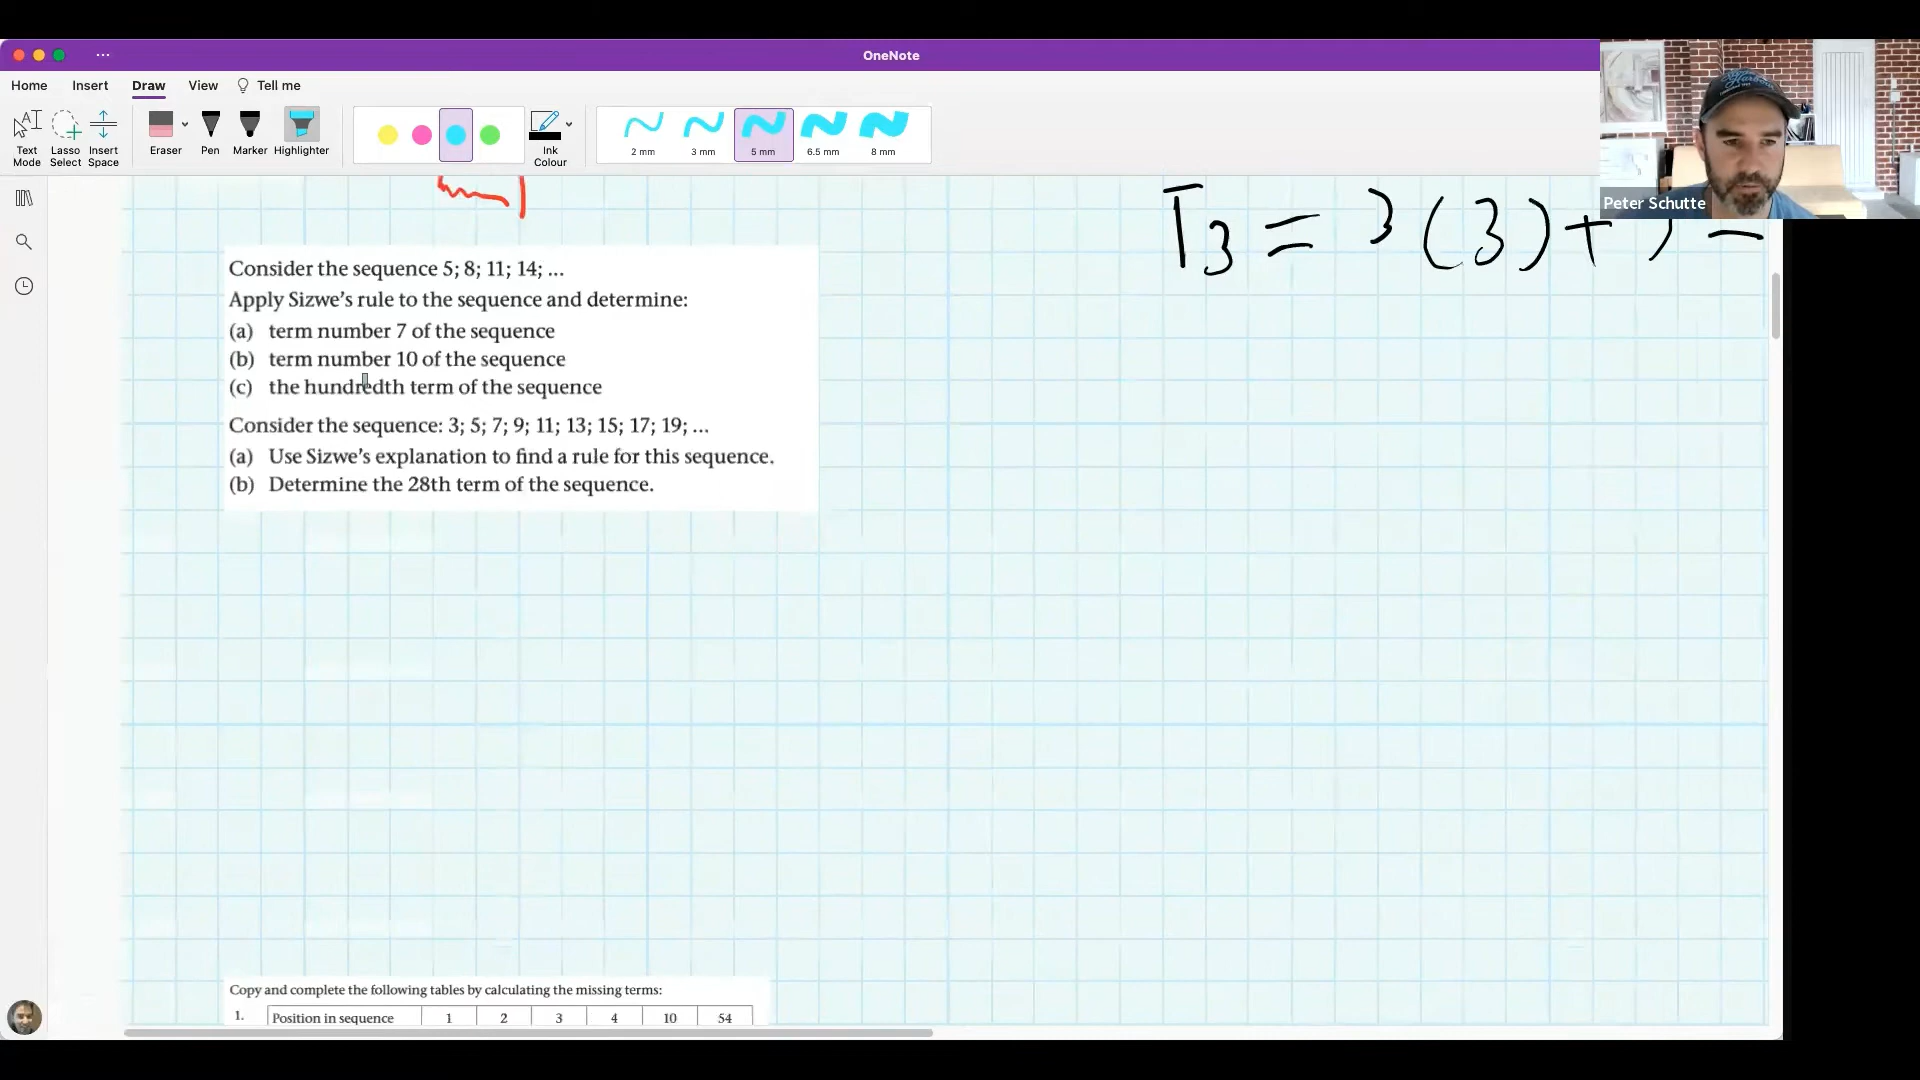 OneNote
Home Insert Draw View Tell me
Text Mode
Lasso Select
Insert Space
Eraser
Pen
Marker
Highlighter
Ink Colour
2 mm
3 mm
5 mm
6.5 mm
8 mm
Peter Schutte
T3 = 3 (3) +
Consider the sequence 5; 8; 11; 14; ...
Apply Sizwe's rule to the sequence and determine:
(a) term number 7 of the sequence
(b) term number 10 of the sequence
(c) the hundredth term of the sequence
Consider the sequence: 3; 5; 7; 9; 11; 13; 15; 17; 19; ...
(a) Use Sizwe's explanation to find a rule for this sequence.
(b) Determine the 28th term of the sequence.
Copy and complete the following tables by calculating the missing terms:
1. Position in sequence 1 2 3 4 10 54